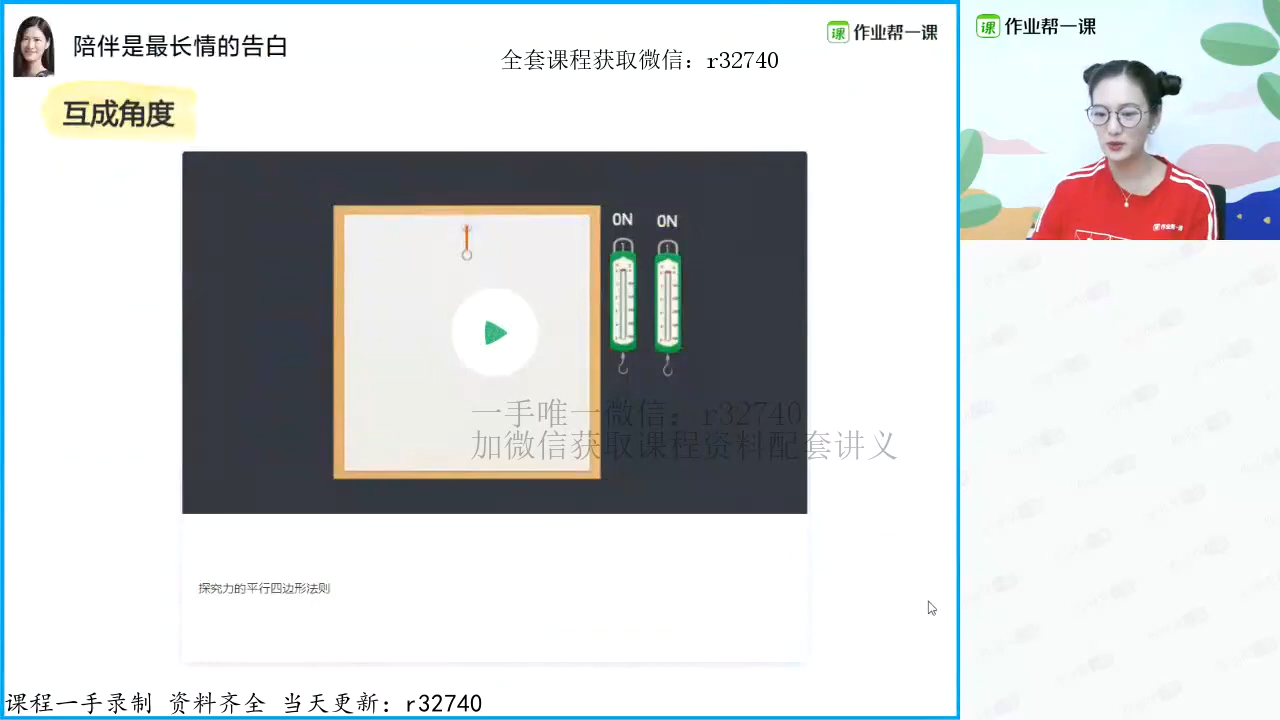 陪伴是最长情的告白
课 作业帮一课
课 作业帮一课
全套课程获取微信：r32740
互成角度
0N 0N
一手唯一微信：r32740
加微信获取课程资料配套讲义
探究力的平行四边形法则
课程一手录制 资料齐全 当天更新：r32740